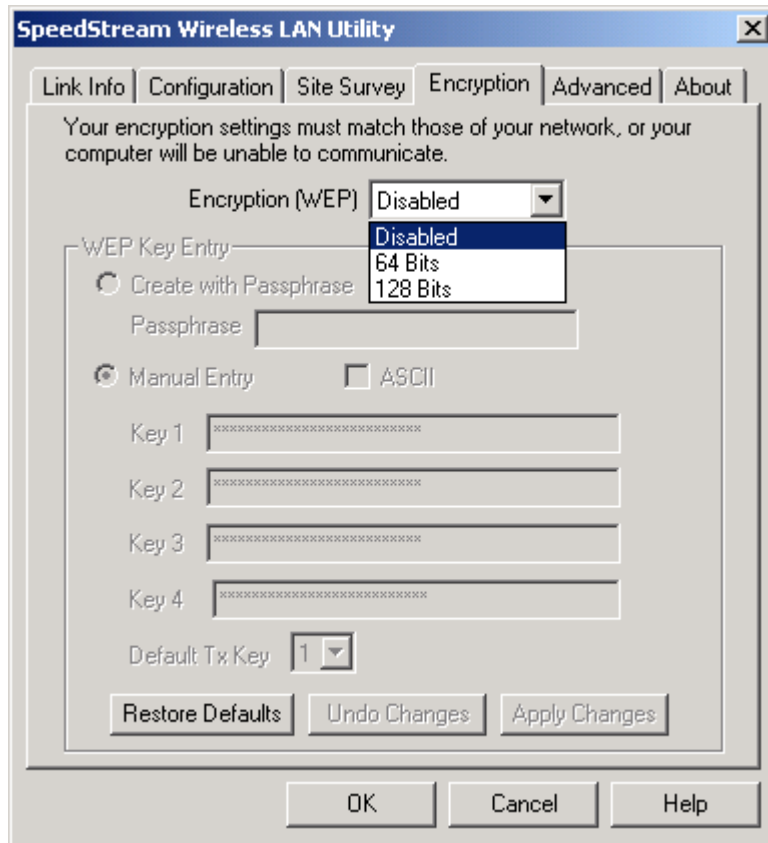 SpeedStream Wireless LAN Utility
Link Info Configuration Site Survey Encryption Advanced About
Your encryption settings must match those of your network, or your
computer will be unable to communicate.
Encryption (WEP) Disabled
Disabled
64 Bits
128 Bits
WEP Key Entry
Create with Passphrase
Passphrase
Manual Entry ASCII
Key 1 **************************
Key 2 **************************
Key 3 **************************
Key 4 **************************
Default Tx Key 1
Restore Defaults Undo Changes Apply Changes
OK Cancel Help